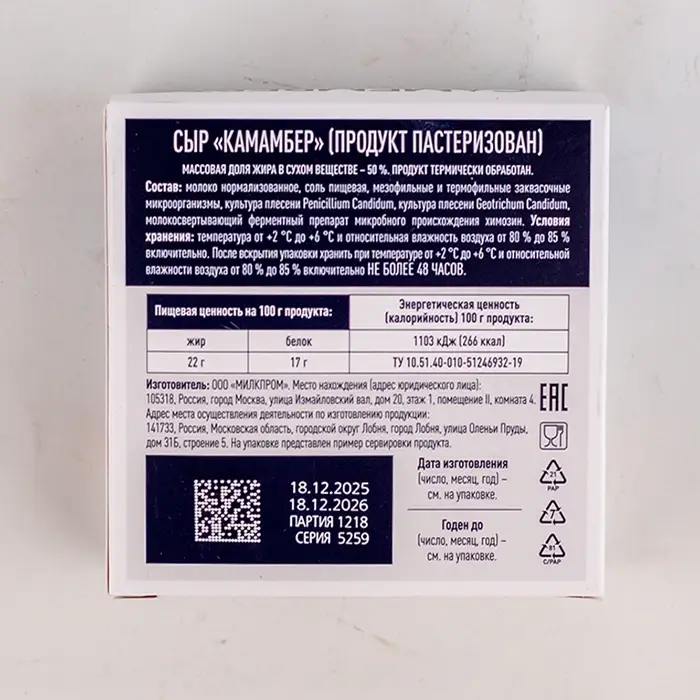 СЫР «КАМАМБЕР» (ПРОДУКТ ПАСТЕРИЗОВАН)
МАССОВАЯ ДОЛЯ ЖИРА В СУХОМ ВЕЩЕСТВЕ – 50 %. ПРОДУКТ ТЕРМИЧЕСКИ ОБРАБОТАН.
Состав: молоко нормализованное, соль пищевая, мезофильные и термофильные заквасочные
микроорганизмы, культура плесени Penicillium Candidum, культура плесени Geotrichum Candidum,
молокосвертывающий ферментный препарат микробного происхождения химозин. Условия
хранения: температура от +2 °С до +6 °С и относительная влажность воздуха от 80 % до 85 %
включительно. После вскрытия упаковки хранить при температуре от +2 °С до +6 °С и относительной
влажности воздуха от 80 % до 85 % включительно НЕ БОЛЕЕ 48 ЧАСОВ.
Пищевая ценность на 100 г продукта:
Энергетическая ценность
(калорийность) 100 г продукта:
жир белок 1103 кДж (266 ккал)
22 г 17 г ТУ 10.51.40-010-51246932-19
Изготовитель: ООО «МИЛКПРОМ». Место нахождения (адрес юридического лица):
105318, Россия, город Москва, улица Измайловский вал, дом 20, этаж 1, помещение II, комната 4.
Адрес места осуществления деятельности по изготовлению продукции:
141733, Россия, Московская область, городской округ Лобня, город Лобня, улица Оленьи Пруды,
дом 31Б, строение 5. На упаковке представлен пример сервировки продукта.
EAC
18.12.2025
18.12.2026
ПАРТИЯ 1218
СЕРИЯ 5259
Дата изготовления
(число, месяц, год) –
см. на упаковке.
Годен до
(число, месяц, год) –
см. на упаковке.
21
PAP
7
81
C/PAP